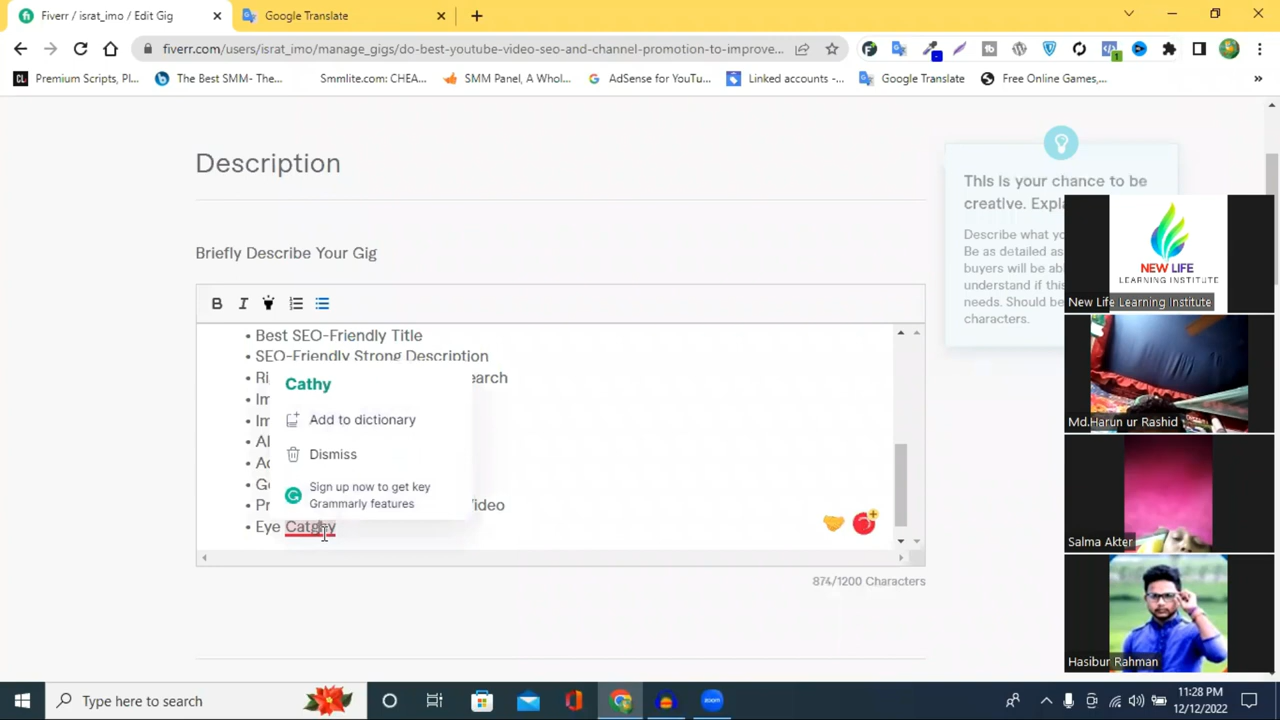 Fiverr / israt_imo / Edit Gig
Google Translate
fiverr.com/users/israt_imo/manage_gigs/do-best-youtube-video-seo-and-channel-promotion-to-improve...
Premium Scripts, Pl...
The Best SMM- The...
Smmlite.com: CHEA...
SMM Panel, A Whol...
AdSense for YouTu...
Linked accounts -...
Google Translate
Free Online Games,...
Description
This is your chance to be
creative. Expla
Describe what yo
Be as detailed as
buyers will be abl
understand if this
needs. Should be
characters.
NEW LIFE
LEARNING INSTITUTE
New Life Learning Institute
Briefly Describe Your Gig
• Best SEO-Friendly Title
• SEO-Friendly Strong Description
• Ri
earch
• Im
• Im
• Al
• Ac
• Ge
• Pr
ideo
• Eye
Cathy
Add to dictionary
Dismiss
Sign up now to get key
Grammarly features
874/1200 Characters
Md.Harun ur Rashid
Salma Akter
Hasibur Rahman
Type here to search
zoom
11:28 PM
12/12/2022